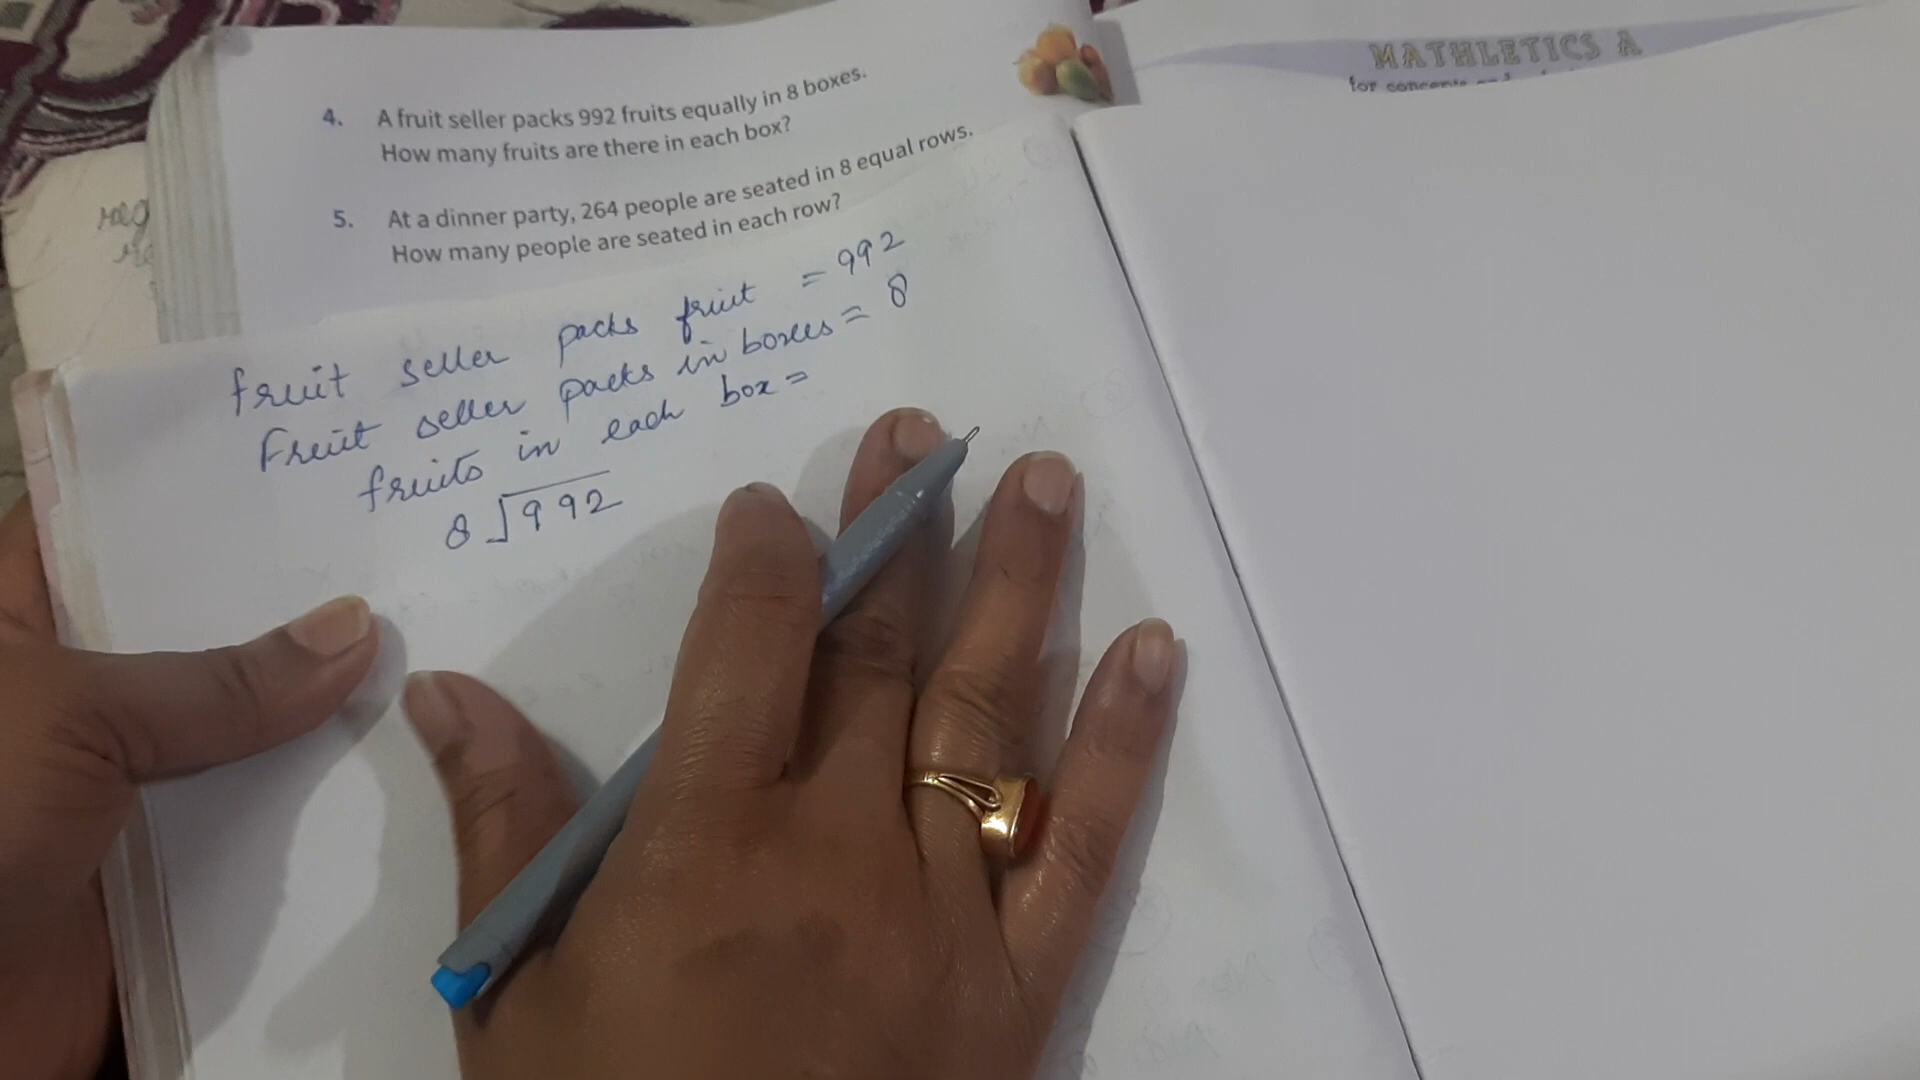 4. A fruit seller packs 992 fruits equally in 8 boxes.
How many fruits are there in each box?
5. At a dinner party, 264 people are seated in 8 equal rows.
How many people are seated in each row?
fruit seller packs fruit = 992
Fruit seller packs in boxes = 8
fruits in each box =
8 √992
MATHLETICS A
for